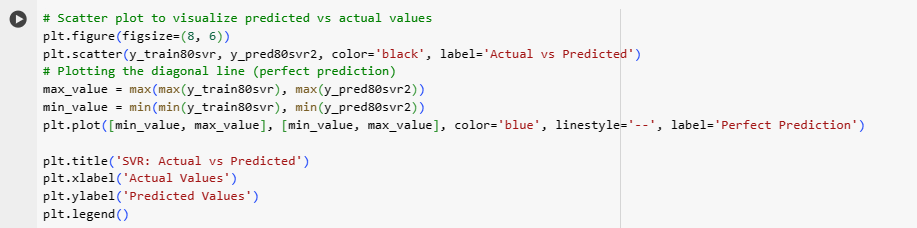 # Scatter plot to visualize predicted vs actual values
plt.figure(figsize=(8, 6))
plt.scatter(y_train80svr, y_pred80svr2, color='black', label='Actual vs Predicted')
# Plotting the diagonal line (perfect prediction)
max_value = max(max(y_train80svr), max(y_pred80svr2))
min_value = min(min(y_train80svr), min(y_pred80svr2))
plt.plot([min_value, max_value], [min_value, max_value], color='blue', linestyle='--', label='Perfect Prediction')
plt.title('SVR: Actual vs Predicted')
plt.xlabel('Actual Values')
plt.ylabel('Predicted Values')
plt.legend()